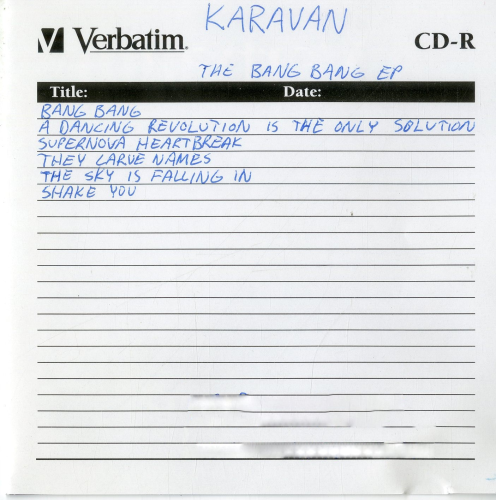 KARAVAN
Verbatim. CD-R
THE BANG BANG EP
Title: Date:
BANG BANG
A DANCING REVOLUTION IS THE ONLY SOLUTION
SUPERNOVA HEARTBREAK
THEY CARVE NAMES
THE SKY IS FALLING IN
SHAKE YOU